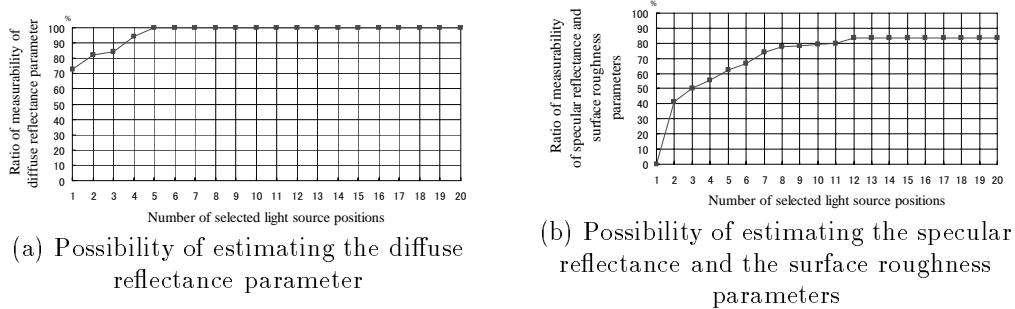 %
100
90
80
70
60
50
40
30
20
10
0
Ratio of measurability of
diffuse reflectance parameter
1 2 3 4 5 6 7 8 9 10 11 12 13 14 15 16 17 18 19 20
Number of selected light source positions
(a) Possibility of estimating the diffuse
reflectance parameter
%
100
90
80
70
60
50
40
30
20
10
0
Ratio of measurability
of specular reflectance and
surface roughness
parameters
1 2 3 4 5 6 7 8 9 10 11 12 13 14 15 16 17 18 19 20
Number of selected light source positions
(b) Possibility of estimating the specular
reflectance and the surface roughness
parameters